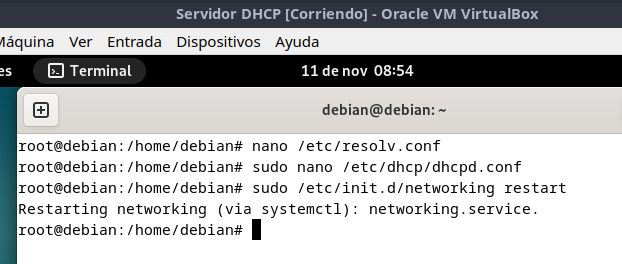 Servidor DHCP [Corriendo] - Oracle VM VirtualBox
Máquina Ver Entrada Dispositivos Ayuda
es Terminal 11 de nov 08:54
debian@debian: ~
root@debian:/home/debian# nano /etc/resolv.conf
root@debian:/home/debian# sudo nano /etc/dhcp/dhcpd.conf
root@debian:/home/debian# sudo /etc/init.d/networking restart
Restarting networking (via systemctl): networking.service.
root@debian:/home/debian#